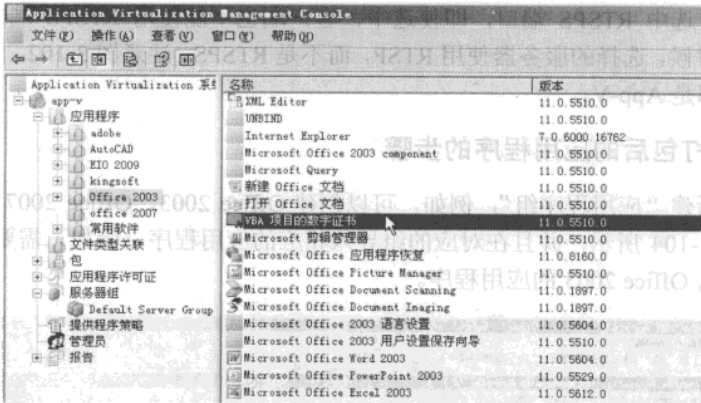 Application Virtualization Management Console
文件(F) 操作(A) 查看(V) 窗口(W) 帮助(H)
Application Virtualization 系统
app-v
应用程序
adobe
AutoCAD
EIO 2009
kingsoft
Office 2003
office 2007
常用软件
文件类型关联
包
应用程序许可证
服务器组
Default Server Group
提供程序策略
管理员
报告
名称 版本
XML Editor 11.0.5510.0
UNBIND 11.0.5510.0
Internet Explorer 7.0.6000.16762
Microsoft Office 2003 component 11.0.5510.0
Microsoft Query 11.0.5510.0
新建 Office 文档 11.0.5510.0
打开 Office 文档 11.0.5510.0
VBA 项目的数字证书 11.0.5510.0
Microsoft 剪辑管理器 11.0.5510.0
Microsoft Office 应用程序恢复 11.0.8160.0
Microsoft Office Picture Manager 11.0.5510.0
Microsoft Office Document Scanning 11.0.1897.0
Microsoft Office Document Imaging 11.0.1897.0
Microsoft Office 2003 语言设置 11.0.5604.0
Microsoft Office 2003 用户设置保存向导 11.0.5510.0
Microsoft Office Word 2003 11.0.5604.0
Microsoft Office PowerPoint 2003 11.0.5529.0
Microsoft Office Excel 2003 11.0.5612.0